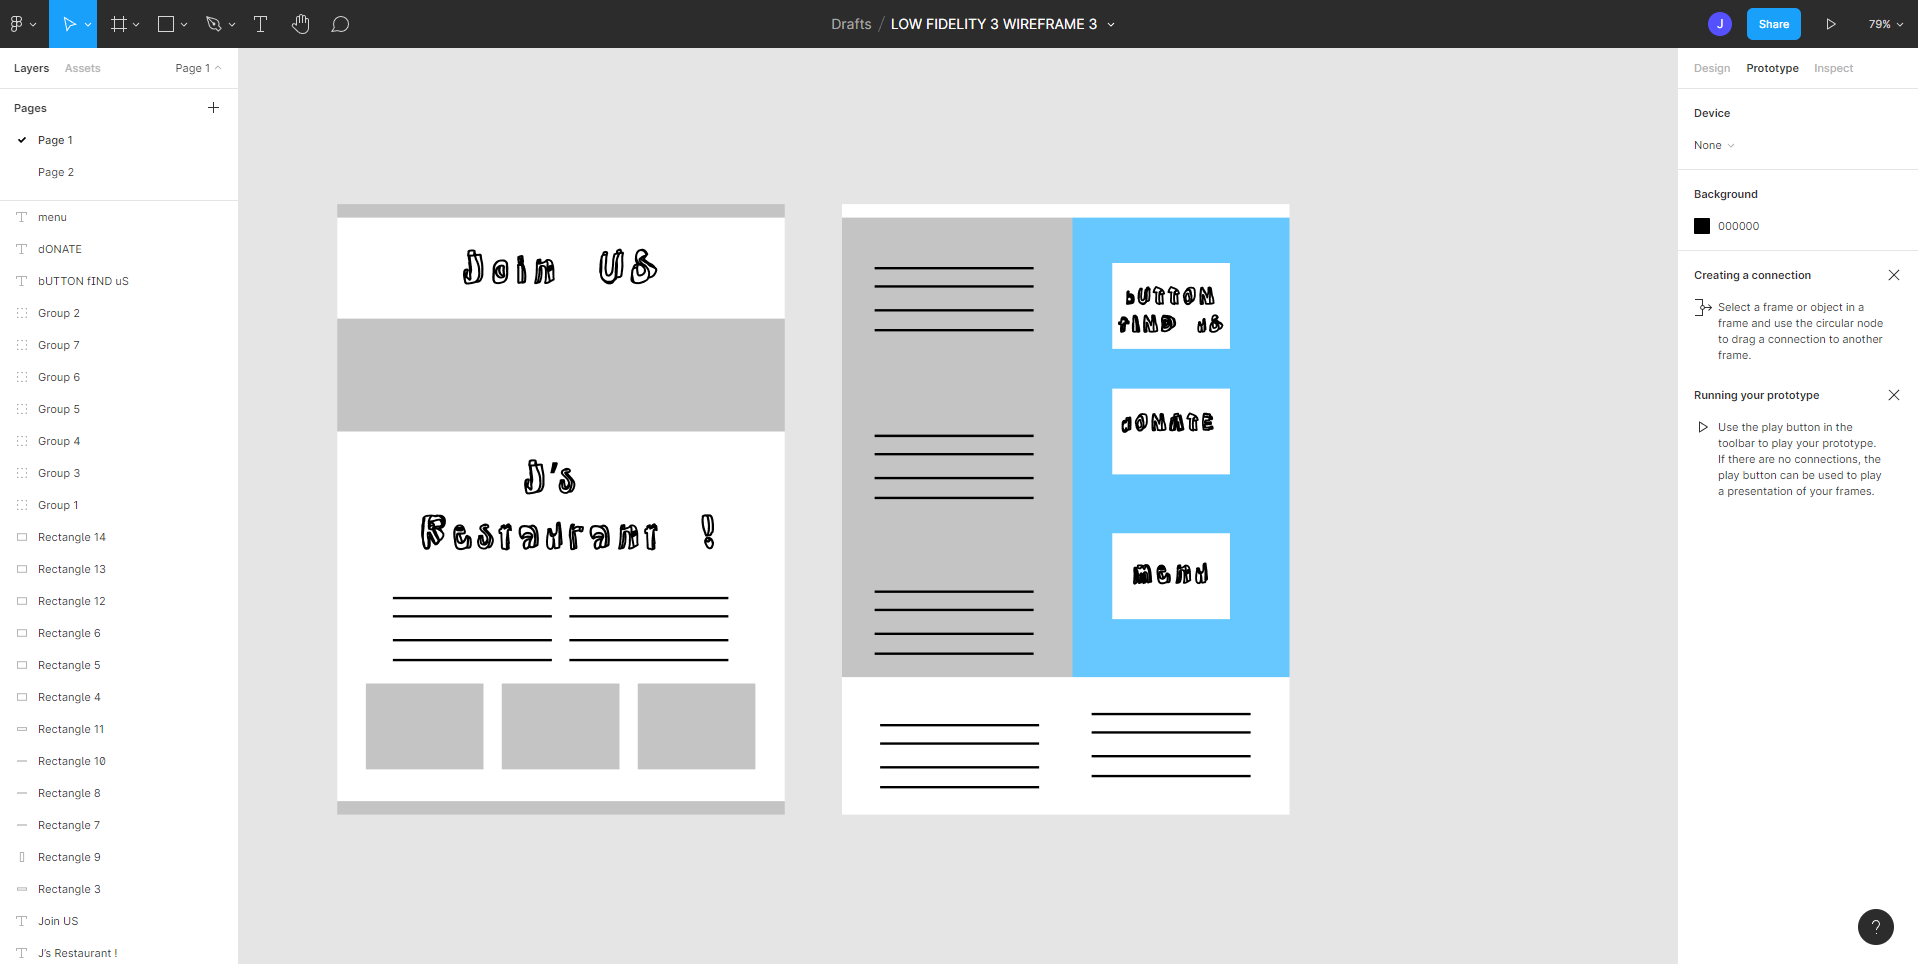 Drafts / LOW FIDELITY 3 WIREFRAME 3
J
Share
79%
Layers
Assets
Page 1
Pages
Page 1
Page 2
menu
dONATE
bUTTON fIND uS
Group 2
Group 7
Group 6
Group 5
Group 4
Group 3
Group 1
Rectangle 14
Rectangle 13
Rectangle 12
Rectangle 6
Rectangle 5
Rectangle 4
Rectangle 11
Rectangle 10
Rectangle 8
Rectangle 7
Rectangle 9
Rectangle 3
Join US
J's Restaurant !
Join US
J's
Restaurant !
bUTTON
fIND uS
dONATE
menu
Design
Prototype
Inspect
Device
None
Background
000000
Creating a connection
Select a frame or object in a
frame and use the circular node
to drag a connection to another
frame.
Running your prototype
Use the play button in the
toolbar to play your prototype.
If there are no connections, the
play button can be used to play
a presentation of your frames.
?